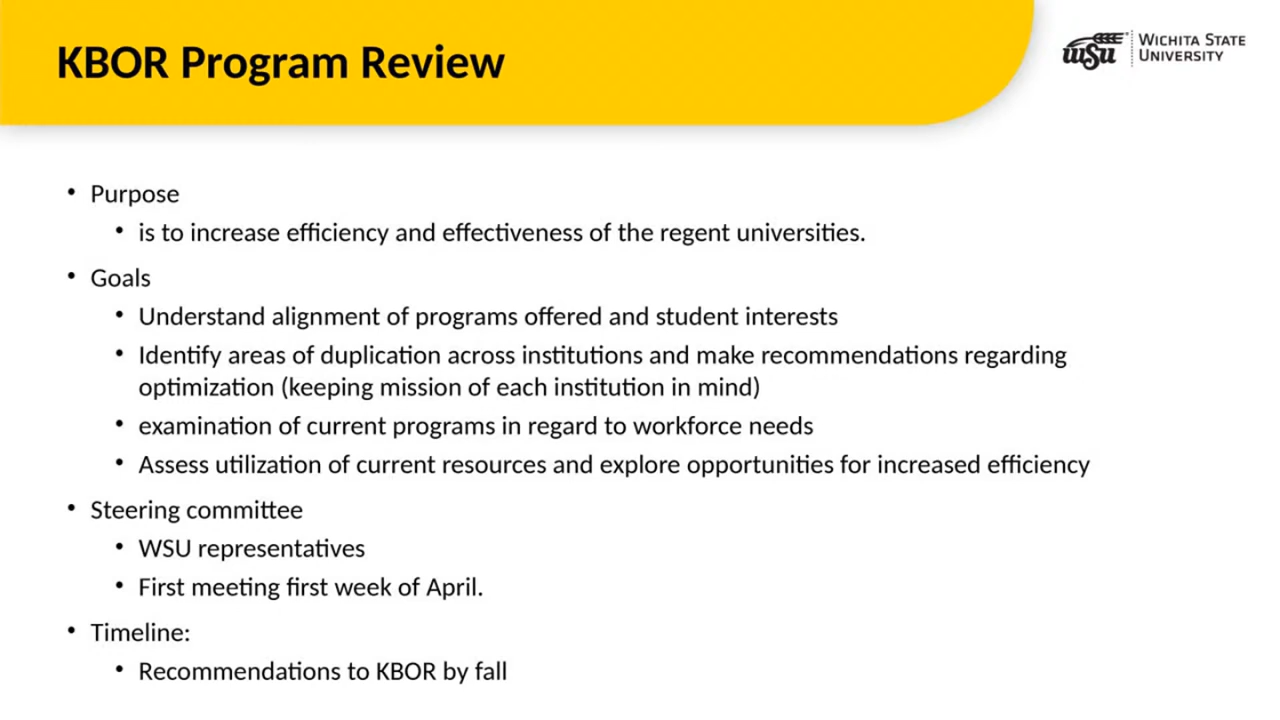 KBOR Program Review
wsu
WICHITA STATE
UNIVERSITY
• Purpose
• is to increase efficiency and effectiveness of the regent universities.
• Goals
• Understand alignment of programs offered and student interests
• Identify areas of duplication across institutions and make recommendations regarding
optimization (keeping mission of each institution in mind)
• examination of current programs in regard to workforce needs
• Assess utilization of current resources and explore opportunities for increased efficiency
• Steering committee
• WSU representatives
• First meeting first week of April.
• Timeline:
• Recommendations to KBOR by fall